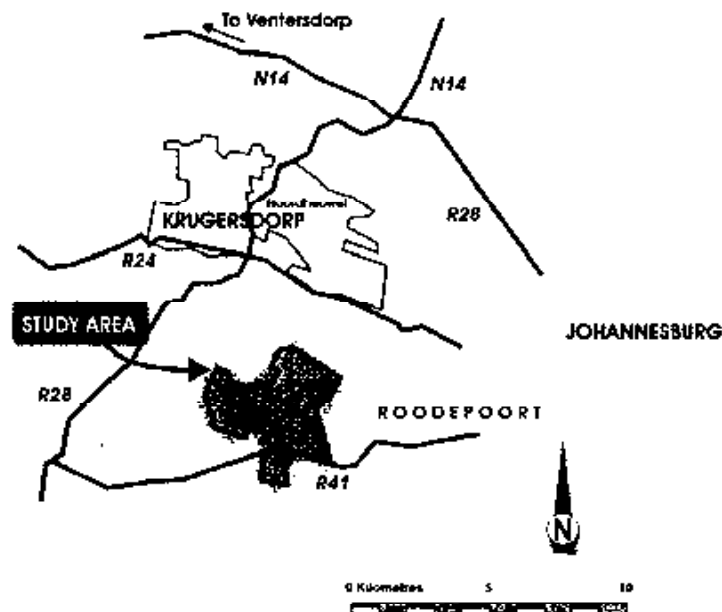 To Ventersdorp
N14
N14
R28
KRUGERSDORP
R24
STUDY AREA
JOHANNESBURG
R28
ROODEPOORT
R41
N
0 Kilometres 5 10